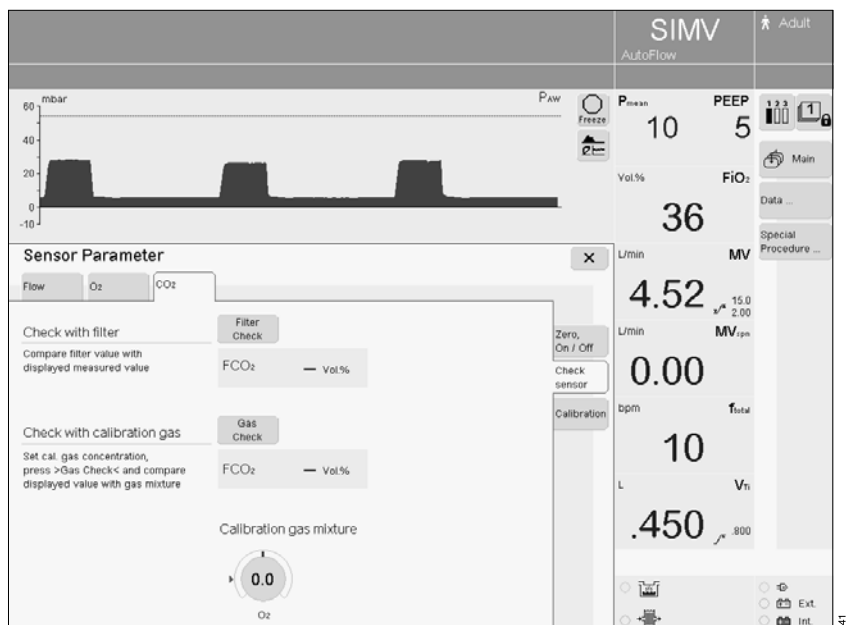 SIMV
AutoFlow
Adult
mbar
PAW
60
40
20
0
-10
Freeze
Pmean PEEP
10 5
1 2 3
1
Main
Vol.% FiO2
36
Data ...
Special
Procedure ...
Sensor Parameter
×
L/min MV
4.52
15.0
2.00
Flow
O2
CO2
Check with filter
Filter
Check
Compare filter value with
displayed measured value
FCO2 – Vol.%
Zero,
On / Off
Check
sensor
Calibration
L/min MVspn
0.00
bpm ftotal
10
Check with calibration gas
Gas
Check
Set cal. gas concentration,
press >Gas Check< and compare
displayed value with gas mixture
FCO2 – Vol.%
L VTi
.450
.800
Calibration gas mixture
0.0
O2
Ext.
Int.
41